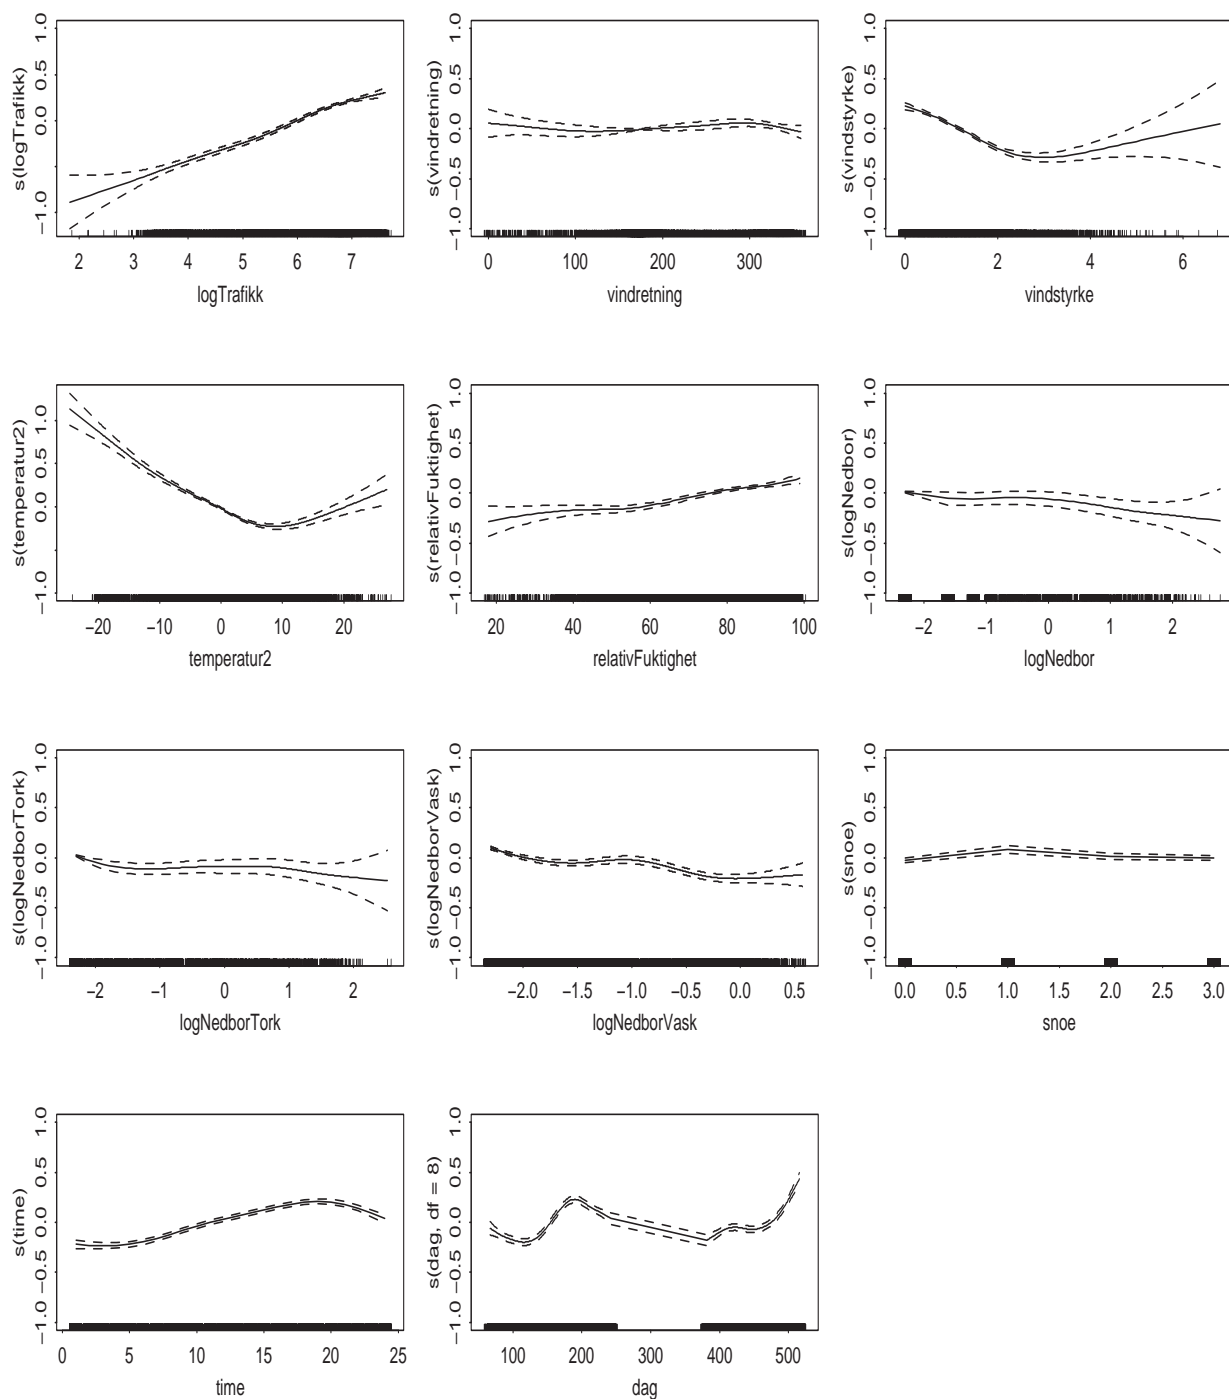 s(logTrafikk)
−1.0 0.0 0.5 1.0
2 3 4 5 6 7
logTrafikk
s(vindretning)
−1.0 −0.5 0.0 0.5 1.0
0 100 200 300
vindretning
s(vindstyrke)
−1.0 −0.5 0.0 0.5 1.0
0 2 4 6
vindstyrke
s(temperatur2)
−1.0 0.0 0.5 1.0
−20 −10 0 10 20
temperatur2
s(relativFuktighet)
−1.0 −0.5 0.0 0.5 1.0
20 40 60 80 100
relativFuktighet
s(logNedbor)
−1.0 −0.5 0.0 0.5 1.0
−2 −1 0 1 2
logNedbor
s(logNedborTork)
−1.0 −0.5 0.0 0.5 1.0
−2 −1 0 1 2
logNedborTork
s(logNedborVask)
−1.0 −0.5 0.0 0.5 1.0
−2.0 −1.5 −1.0 −0.5 0.0 0.5
logNedborVask
s(snoe)
−1.0 −0.5 0.0 0.5 1.0
0.0 0.5 1.0 1.5 2.0 2.5 3.0
snoe
s(time)
−1.0 −0.5 0.0 0.5 1.0
0 5 10 15 20 25
time
s(dag, df = 8)
−1.0 −0.5 0.0 0.5 1.0
100 200 300 400 500
dag